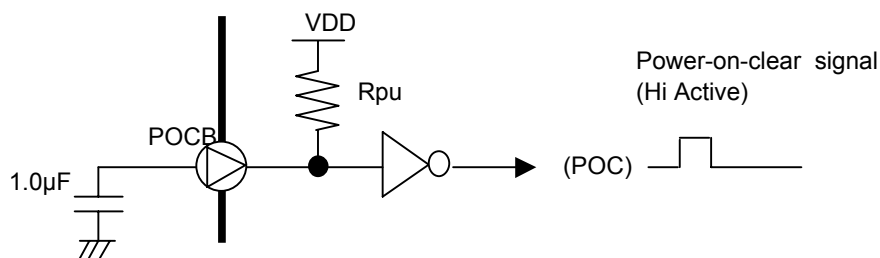 VDD
Power-on-clear signal
(Hi Active)
Rpu
POCB
(POC)
1.0µF